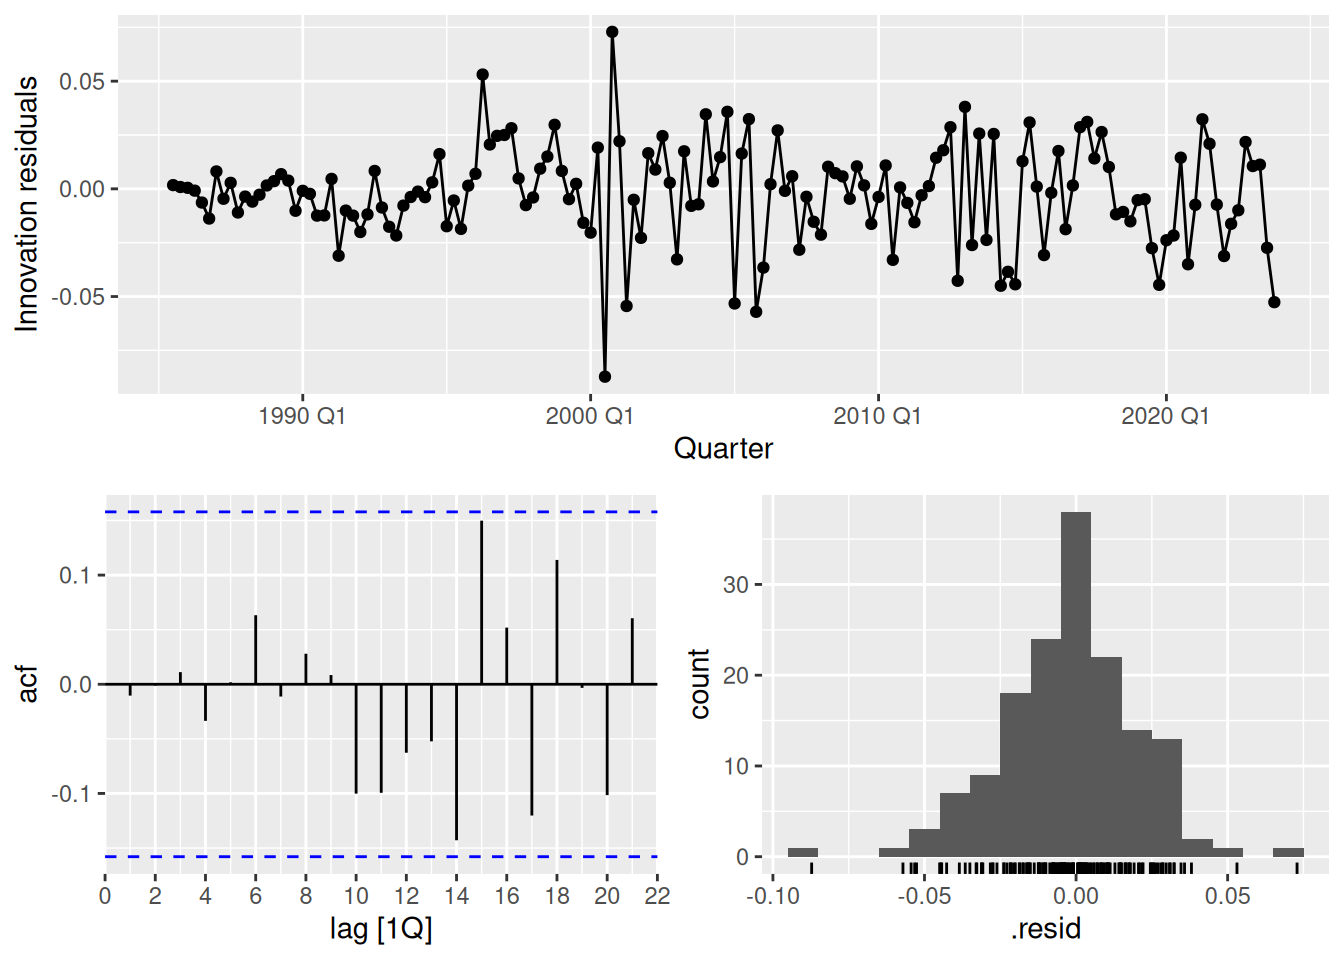 Innovation residuals
0.05
0.00
-0.05
1990 Q1 2000 Q1 2010 Q1 2020 Q1
Quarter
acf
0.1
0.0
-0.1
0 2 4 6 8 10 12 14 16 18 20 22
lag [1Q]
count
30
20
10
0
-0.10 -0.05 0.00 0.05
.resid